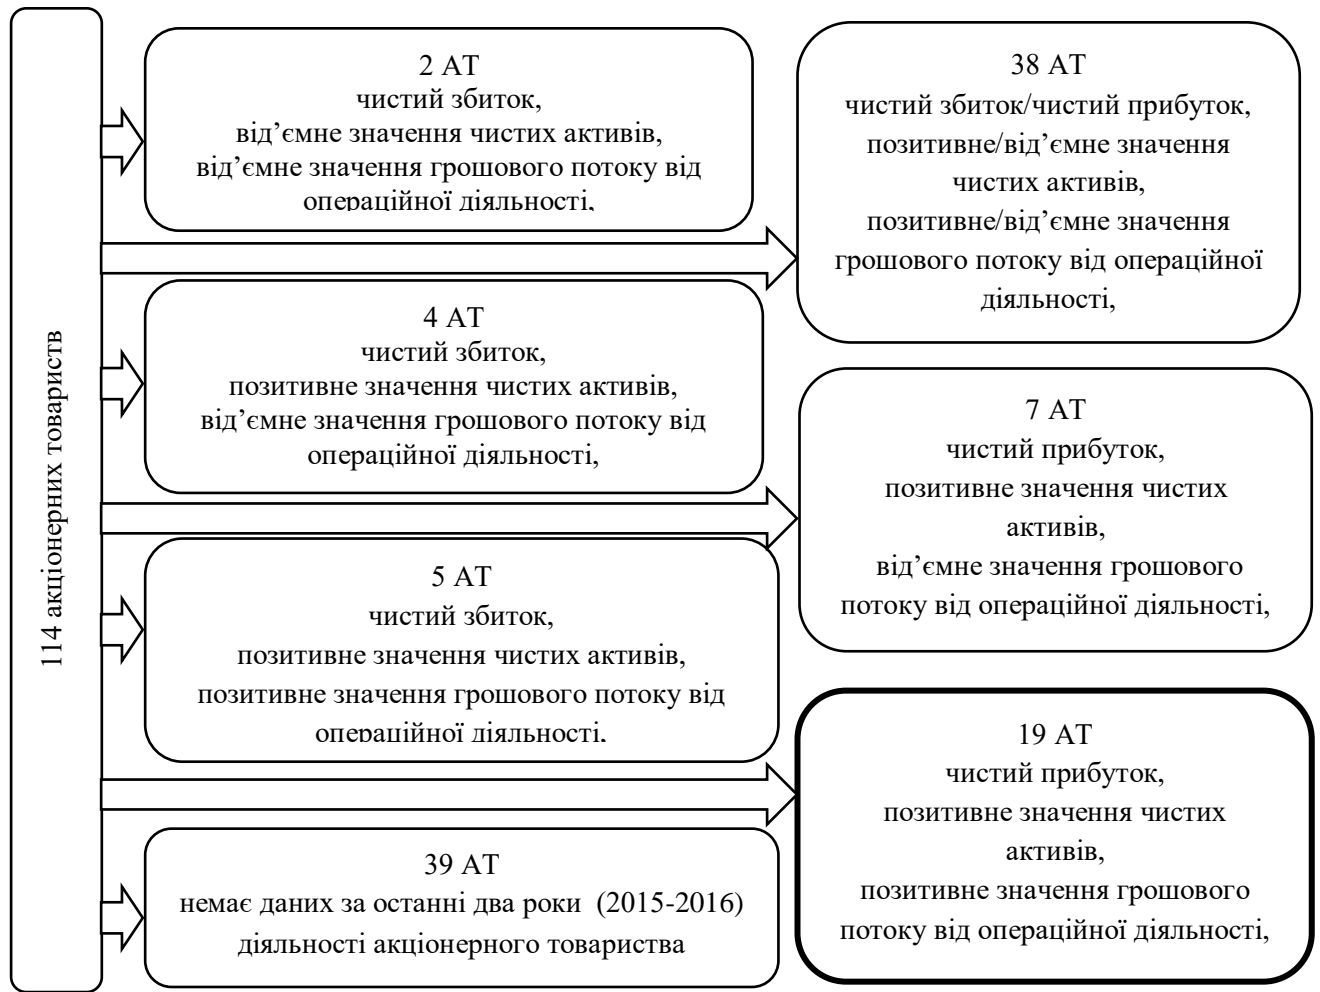 114 акціонерних товариств
2 АТ
чистий збиток,
від’ємне значення чистих активів,
від’ємне значення грошового потоку від
операційної діяльності,
38 АТ
чистий збиток/чистий прибуток,
позитивне/від’ємне значення
чистих активів,
позитивне/від’ємне значення
грошового потоку від операційної
діяльності,
4 АТ
чистий збиток,
позитивне значення чистих активів,
від’ємне значення грошового потоку від
операційної діяльності,
7 АТ
чистий прибуток,
позитивне значення чистих
активів,
від’ємне значення грошового
потоку від операційної діяльності,
5 АТ
чистий збиток,
позитивне значення чистих активів,
позитивне значення грошового потоку від
операційної діяльності,
19 АТ
чистий прибуток,
позитивне значення чистих
активів,
позитивне значення грошового
потоку від операційної діяльності,
39 АТ
немає даних за останні два роки (2015-2016)
діяльності акціонерного товариства